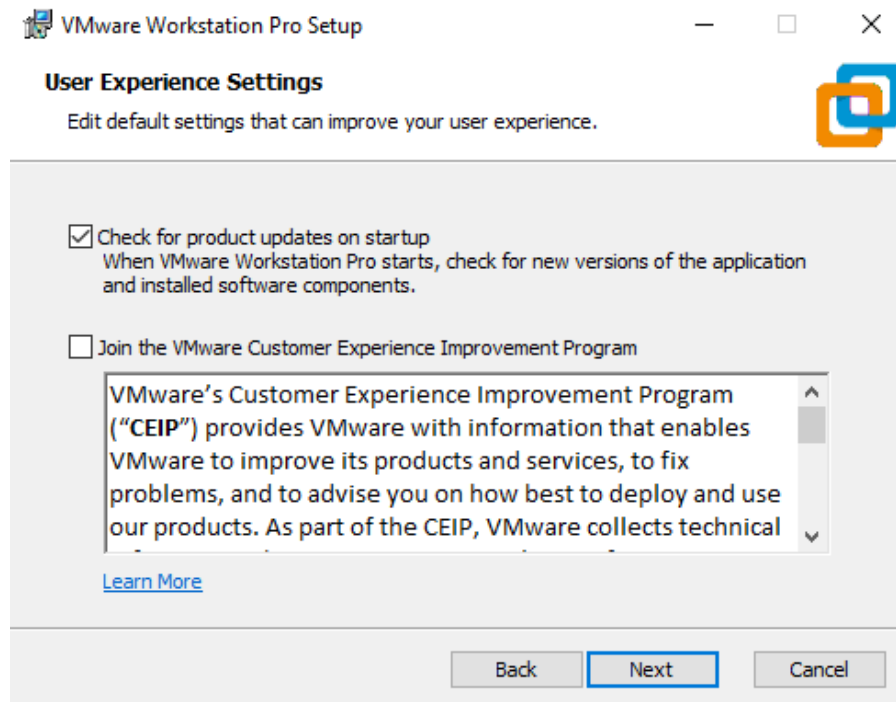 VMware Workstation Pro Setup
User Experience Settings
Edit default settings that can improve your user experience.
Check for product updates on startup
When VMware Workstation Pro starts, check for new versions of the application
and installed software components.
Join the VMware Customer Experience Improvement Program
VMware’s Customer Experience Improvement Program
(“CEIP”) provides VMware with information that enables
VMware to improve its products and services, to fix
problems, and to advise you on how best to deploy and use
our products. As part of the CEIP, VMware collects technical
Learn More
Back Next Cancel